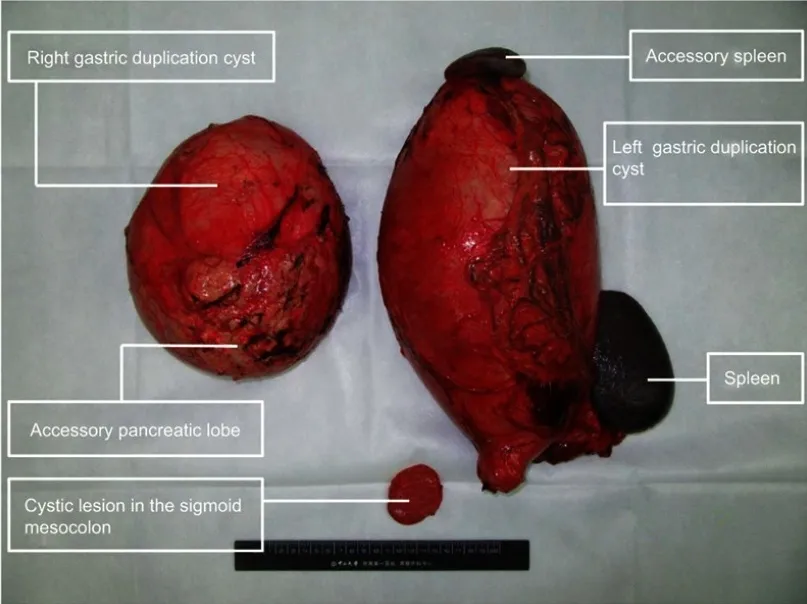 Right gastric duplication cyst
Accessory spleen
Left gastric duplication
cyst
Spleen
Accessory pancreatic lobe
Cystic lesion in the sigmoid
mesocolon